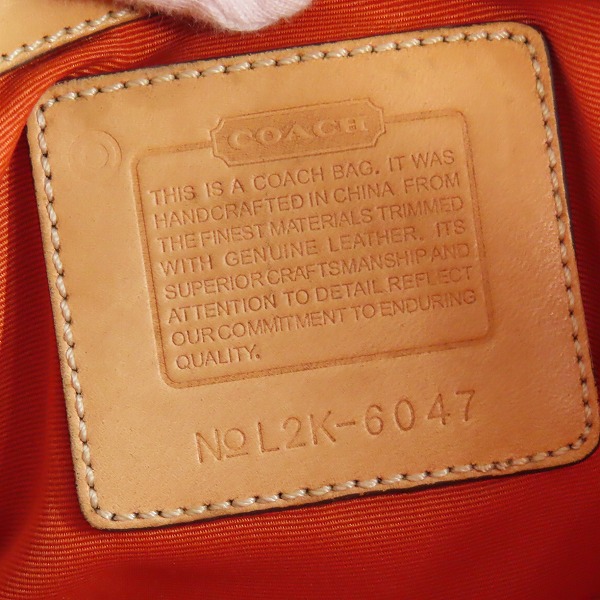 COACH
THIS IS A COACH BAG. IT WAS
HANDCRAFTED IN CHINA FROM
THE FINEST MATERIALS TRIMMED
WITH GENUINE LEATHER. ITS
SUPERIOR CRAFTSMANSHIP AND
ATTENTION TO DETAIL REFLECT
OUR COMMITMENT TO ENDURING
QUALITY.
No L2K-6047